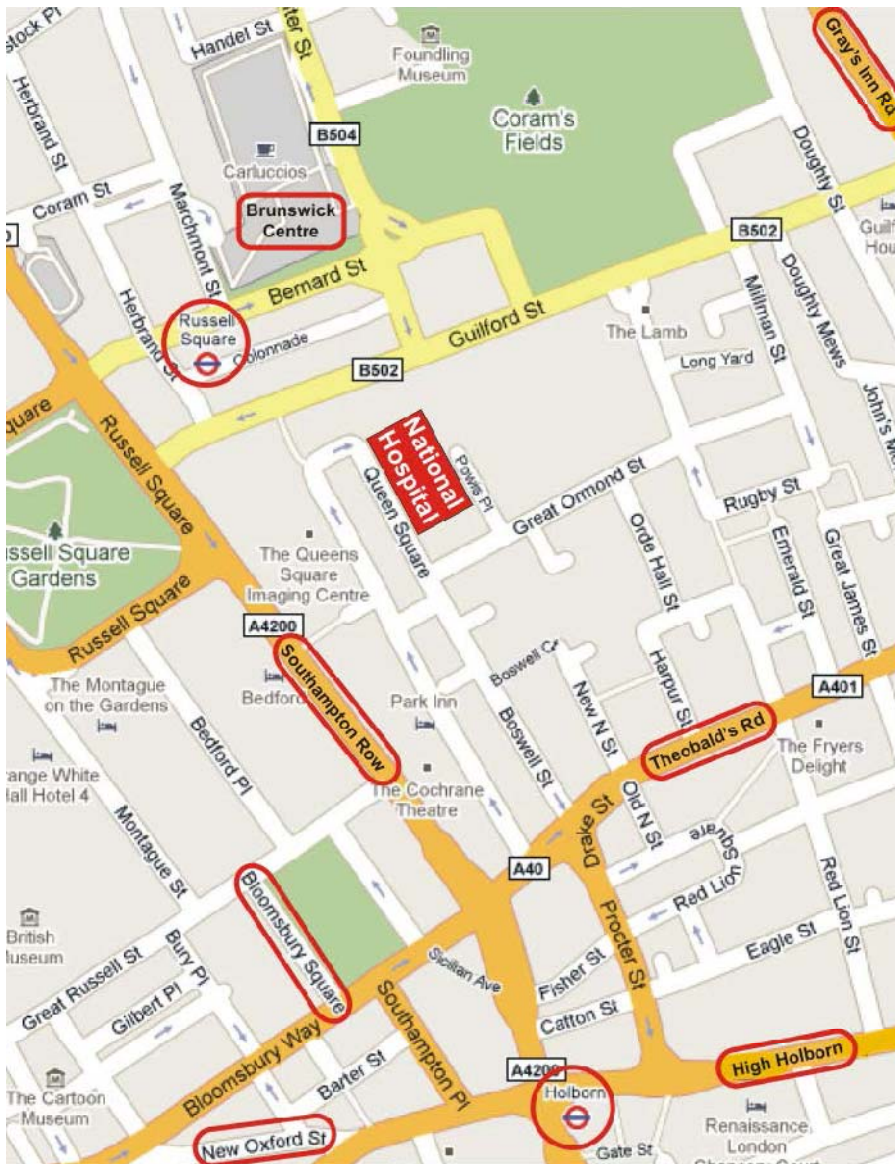 Handel St
Foundling
Museum
Gray's Inn Rd
Herbrand St
B504
Coram's
Fields
Doughty St
Carluccios
Marchmont St
Coram St
Brunswick
Centre
B502
Bernard St
Herbrand St
Russell
Square
Colonnade
Guilford St
The Lamb
Millman St
Doughty Mews
Long Yard
B502
Russell Square
National
Hospital
Powis Pl
Queen Square
Great Ormond St
Rugby St
Orde Hall St
Emerald St
Great James St
The Queens
Square
Imaging Centre
Gardens
Russell Square
A4200
Southampton Row
The Montague
on the Gardens
Bedford
Park Inn
Boswell St
New N St
Harpur St
A401
Theobald's Rd
The Fryers
Delight
Bedford Pl
The Cochrane
Theatre
Old N St
Drake St
Montague St
A40
Red Lion Square
Red Lion St
Bloomsbury Square
Procter St
British
Eagle St
Bury Pl
Sicilian Ave
Fisher St
Great Russell St
Gilbert Pl
Catton St
Southampton Pl
Bloomsbury Way
Barter St
High Holborn
Holborn
The Cartoon
Museum
New Oxford St
Gate St
Renaissance
London